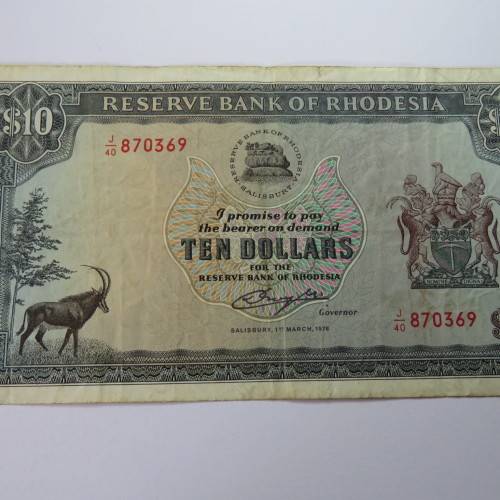 RESERVE BANK OF RHODESIA
$10
J/40 870369
RESERVE BANK OF RHODESIA
SALISBURY
I promise to pay
the bearer on demand
TEN DOLLARS
FOR THE
RESERVE BANK OF RHODESIA
Governor
SALISBURY, 1ST MARCH, 1976
J/40 870369